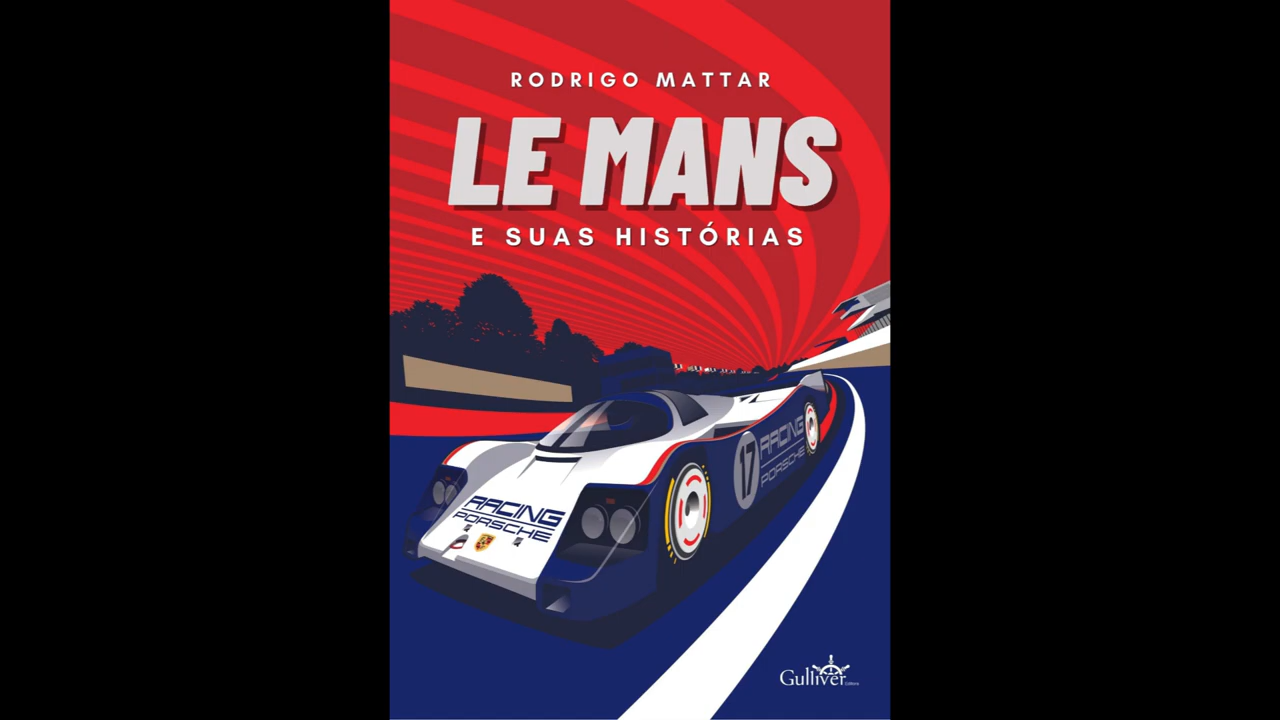 RODRIGO MATTAR
LE MANS
E SUAS HISTÓRIAS
17
RACING
PORSCHE
RACING
PORSCHE
Gulliver